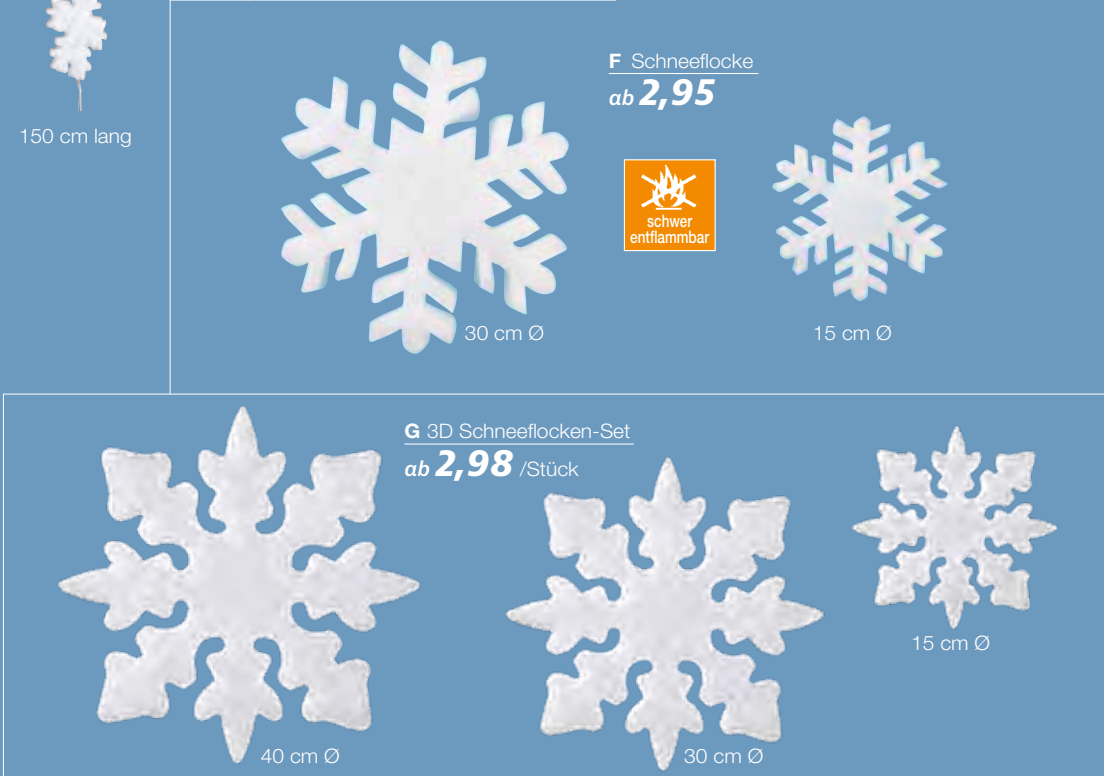 150 cm lang
F Schneeflocke
ab 2,95
schwer
entflammbar
30 cm Ø
15 cm Ø
G 3D Schneeflocken-Set
ab 2,98 /Stück
15 cm Ø
40 cm Ø
30 cm Ø